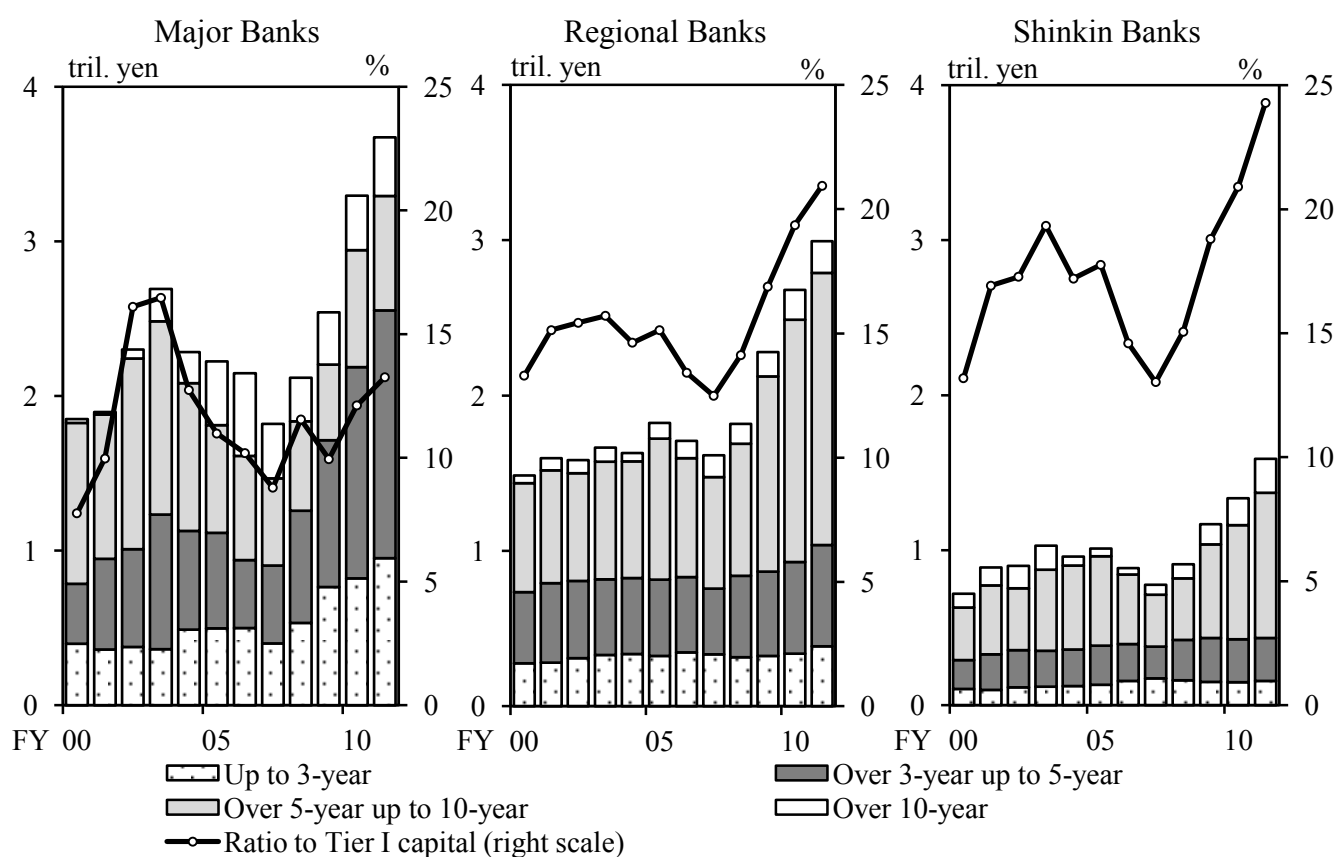 Major Banks
Regional Banks
Shinkin Banks
tril. yen
%
tril. yen
%
tril. yen
%
4
3
2
1
0
25
20
15
10
5
0
4
3
2
1
0
25
20
15
10
5
0
4
3
2
1
0
25
20
15
10
5
0
FY 00 05 10
05 10
00
FY 00 05 10
FY
Up to 3-year
Over 3-year up to 5-year
Over 5-year up to 10-year
Over 10-year
Ratio to Tier I capital (right scale)